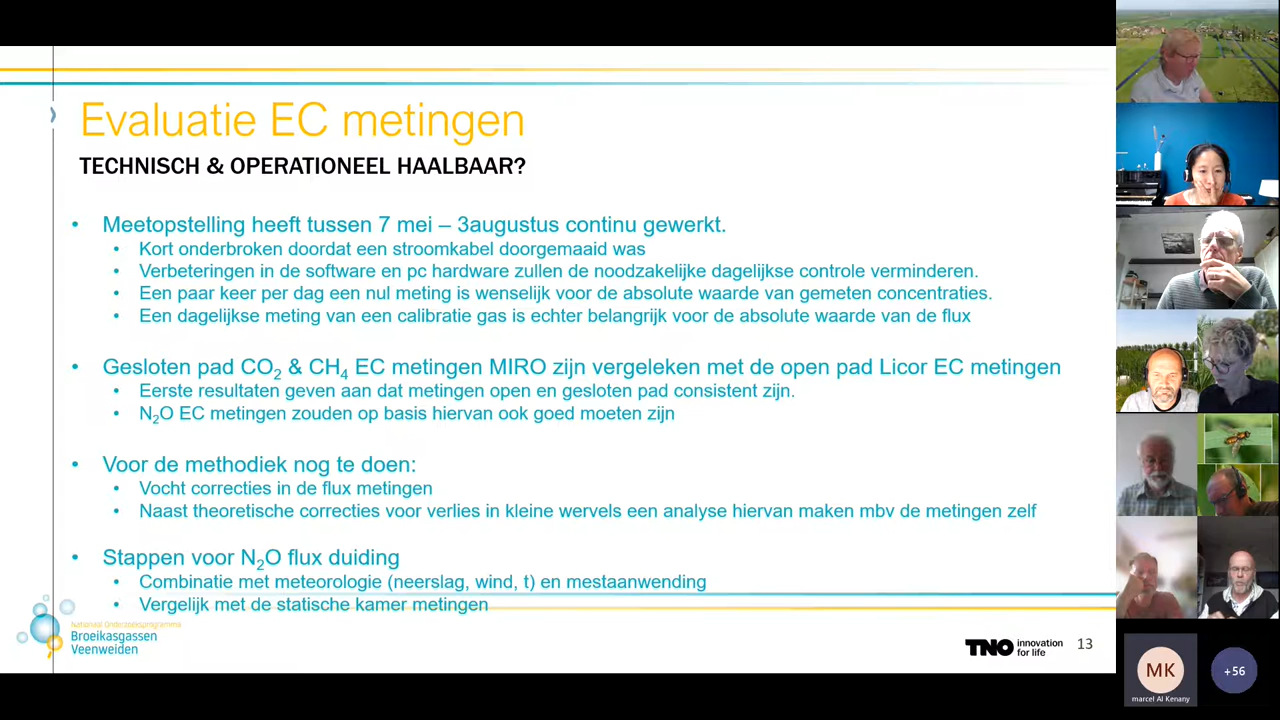 Evaluatie EC metingen
TECHNISCH & OPERATIONEEL HAALBAAR?
• Meetopstelling heeft tussen 7 mei – 3augustus continu gewerkt.
• Kort onderbroken doordat een stroomkabel doorgemaaid was
• Verbeteringen in de software en pc hardware zullen de noodzakelijke dagelijkse controle verminderen.
• Een paar keer per dag een nul meting is wenselijk voor de absolute waarde van gemeten concentraties.
• Een dagelijkse meting van een calibratie gas is echter belangrijk voor de absolute waarde van de flux
• Gesloten pad CO₂ & CH₄ EC metingen MIRO zijn vergeleken met de open pad Licor EC metingen
• Eerste resultaten geven aan dat metingen open en gesloten pad consistent zijn.
• N₂O EC metingen zouden op basis hiervan ook goed moeten zijn
• Voor de methodiek nog te doen:
• Vocht correcties in de flux metingen
• Naast theoretische correcties voor verlies in kleine wervels een analyse hiervan maken mbv de metingen zelf
• Stappen voor N₂O flux duiding
• Combinatie met meteorologie (neerslag, wind, t) en mestaanwending
• Vergelijk met de statische kamer metingen
Nationaal Onderzoeksprogramma
Broeikasgassen
Veenweiden
TNO innovation
for life
13
MK
marcel Al Kenany
+56